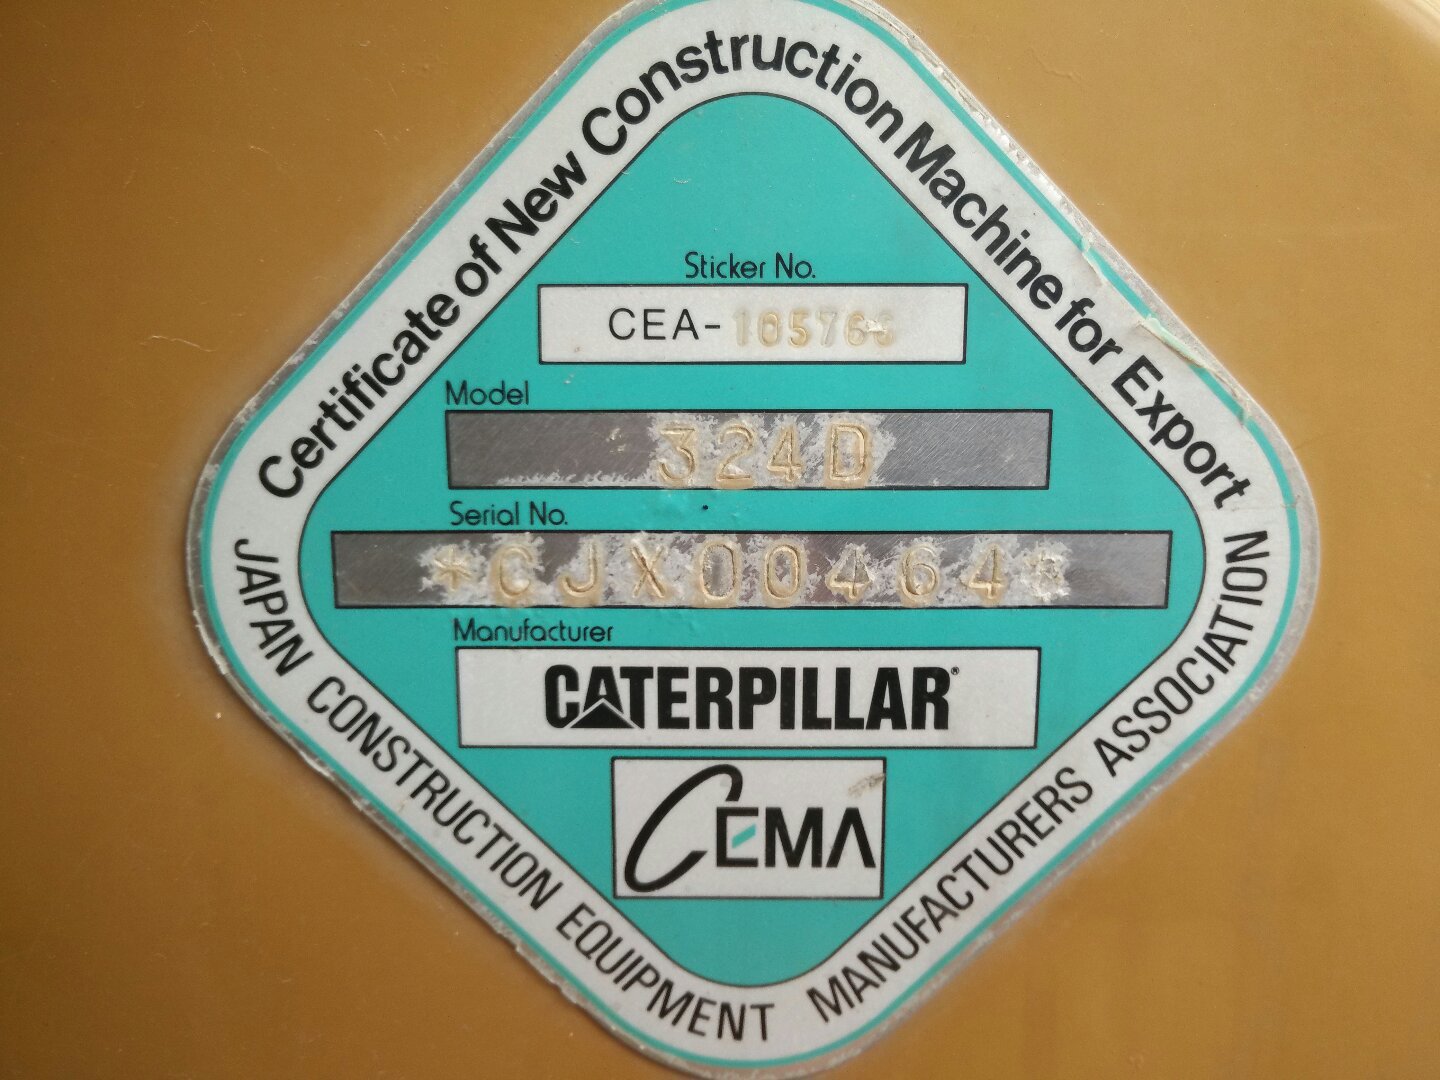 Certificate of New Construction Machine for Export
Sticker No.
CEA-105766
Model
324D
Serial No.
*CJX00464*
Manufacturer
CATERPILLAR®
CEMA
JAPAN CONSTRUCTION EQUIPMENT MANUFACTURERS ASSOCIATION